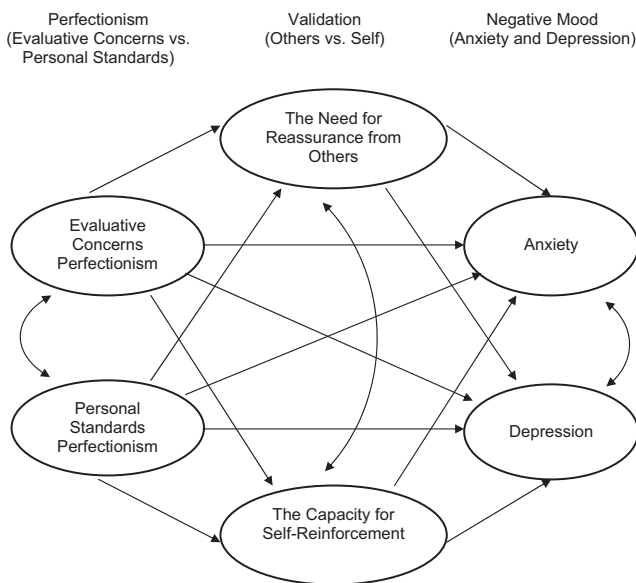 Perfectionism
(Evaluative Concerns vs.
Personal Standards)
Validation
(Others vs. Self)
Negative Mood
(Anxiety and Depression)
The Need for
Reassurance from
Others
Evaluative
Concerns
Perfectionism
Anxiety
Personal
Standards
Perfectionism
Depression
The Capacity for
Self-Reinforcement